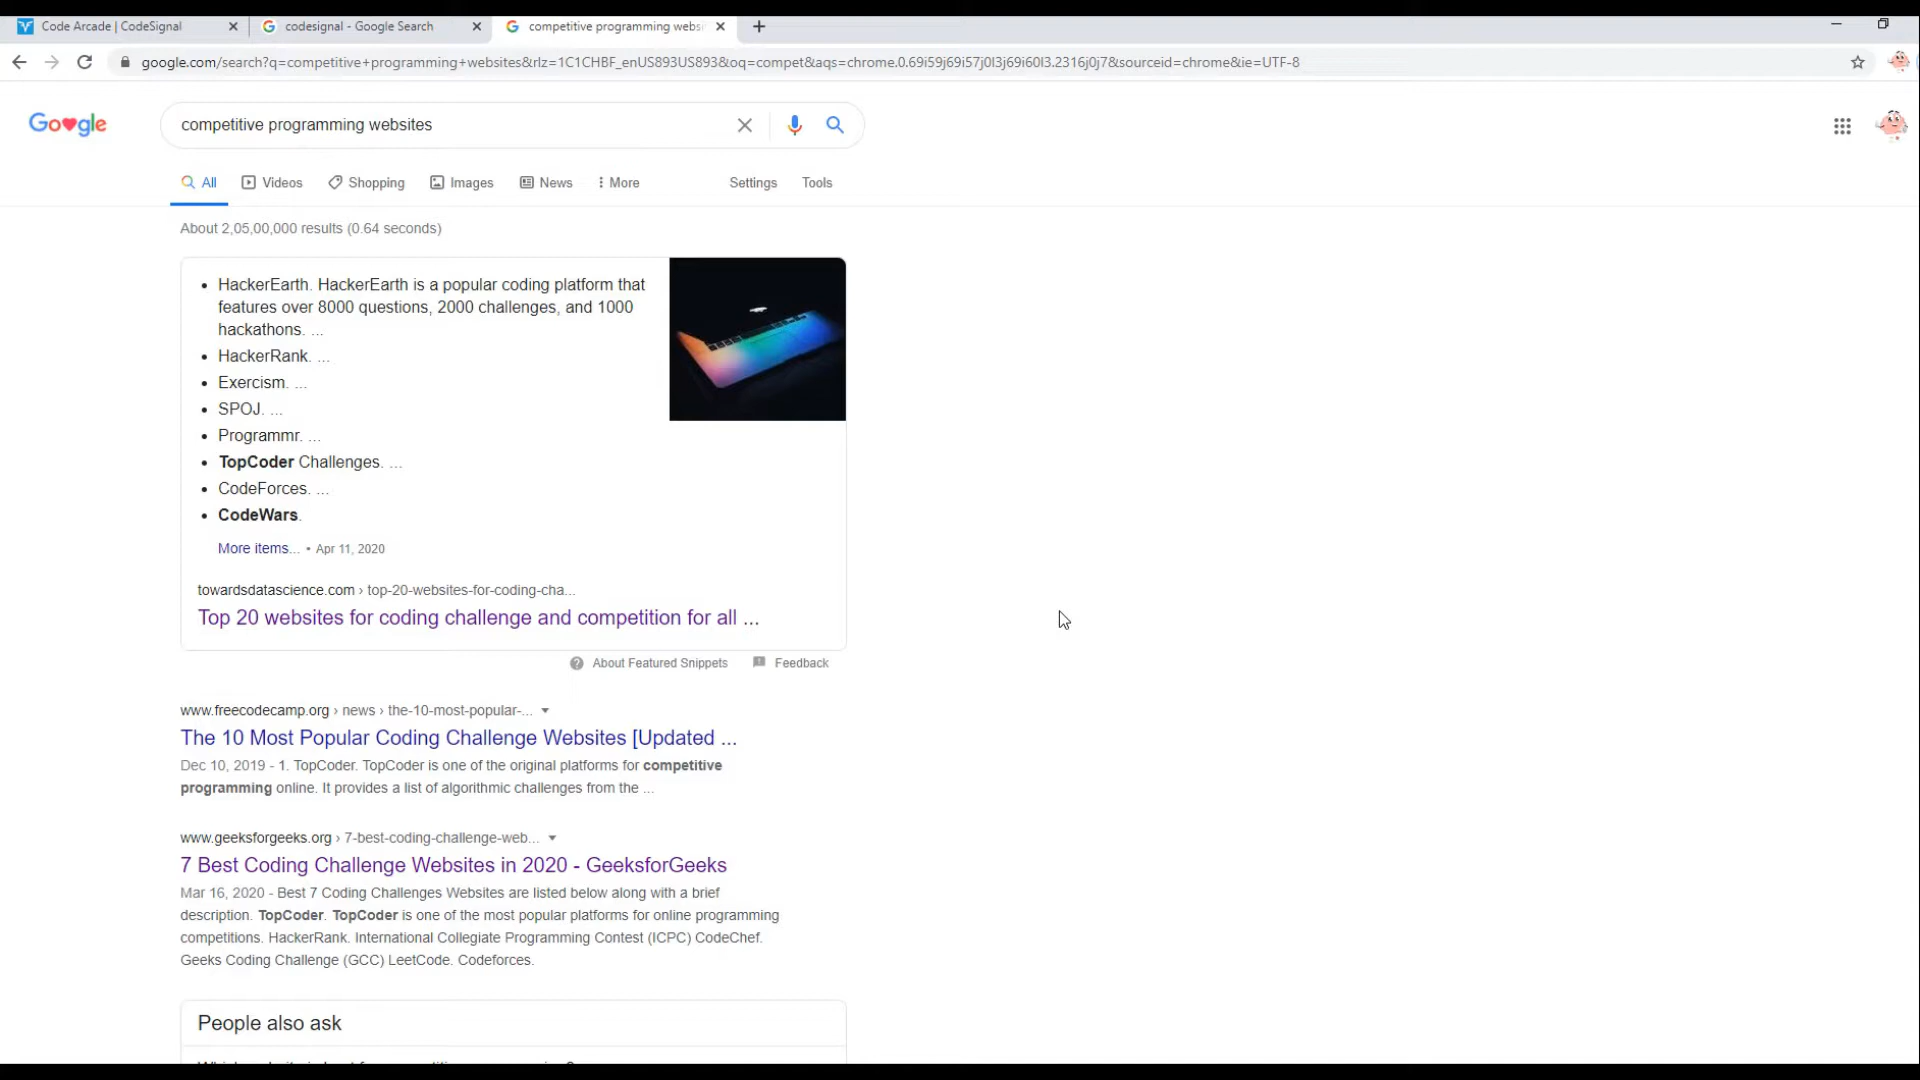 Code Arcade | CodeSignal
codesignal - Google Search
competitive programming webs
google.com/search?q=competitive+programming+websites&rlz=1C1CHBF_enUS893US893&oq=compet&aqs=chrome.0.69i59j69i57j0l3j69i60l3.2316j0j7&sourceid=chrome&ie=UTF-8
competitive programming websites
All Videos Shopping Images News More Settings Tools
About 2,05,00,000 results (0.64 seconds)
• HackerEarth. HackerEarth is a popular coding platform that
features over 8000 questions, 2000 challenges, and 1000
hackathons. ...
• HackerRank. ...
• Exercism. ...
• SPOJ. ...
• Programmr. ...
• TopCoder Challenges. ...
• CodeForces. ...
• CodeWars.
More items... • Apr 11, 2020
towardsdatascience.com › top-20-websites-for-coding-cha...
Top 20 websites for coding challenge and competition for all ...
About Featured Snippets Feedback
www.freecodecamp.org › news › the-10-most-popular-...
The 10 Most Popular Coding Challenge Websites [Updated ...
Dec 10, 2019 - 1. TopCoder. TopCoder is one of the original platforms for competitive
programming online. It provides a list of algorithmic challenges from the ...
www.geeksforgeeks.org › 7-best-coding-challenge-web...
7 Best Coding Challenge Websites in 2020 - GeeksforGeeks
Mar 16, 2020 - Best 7 Coding Challenges Websites are listed below along with a brief
description. TopCoder. TopCoder is one of the most popular platforms for online programming
competitions. HackerRank. International Collegiate Programming Contest (ICPC) CodeChef.
Geeks Coding Challenge (GCC) LeetCode. Codeforces.
People also ask